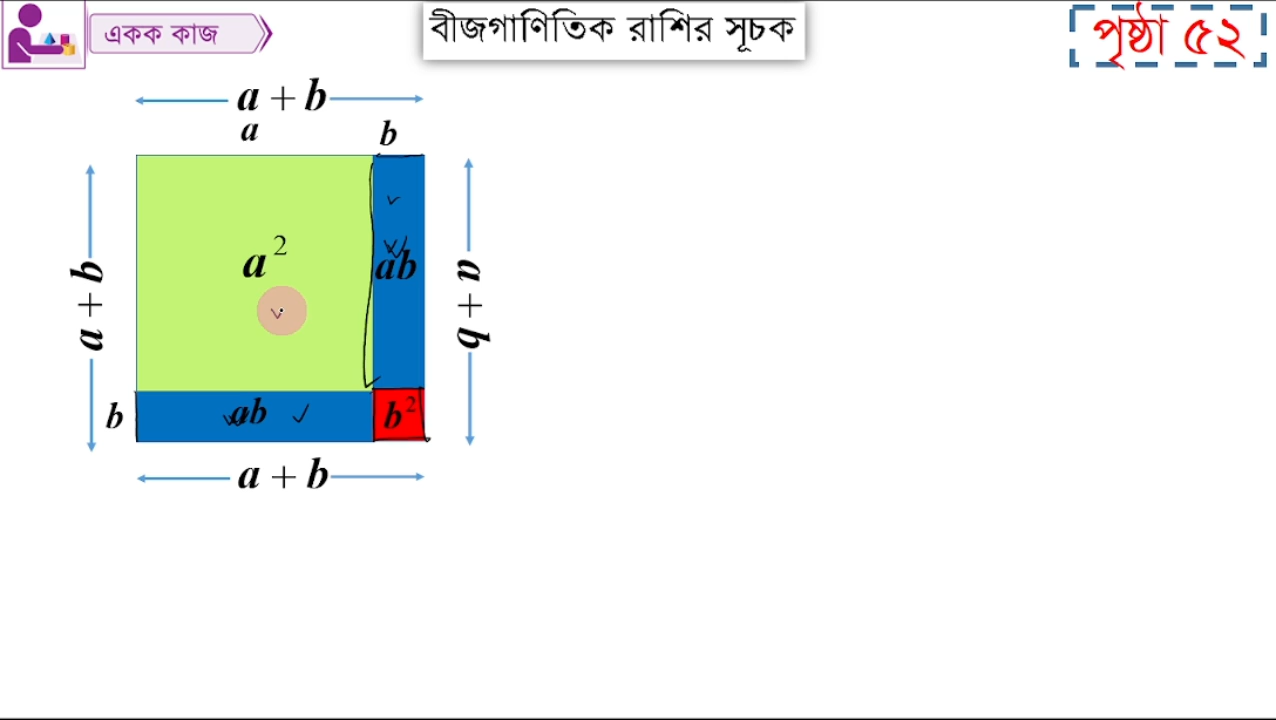 একক কাজ
বীজগাণিতিক রাশির সূচক
পৃষ্ঠা ৫২
a + b
a b
a + b
a²
ab
a + b
b
ab
b²
a + b